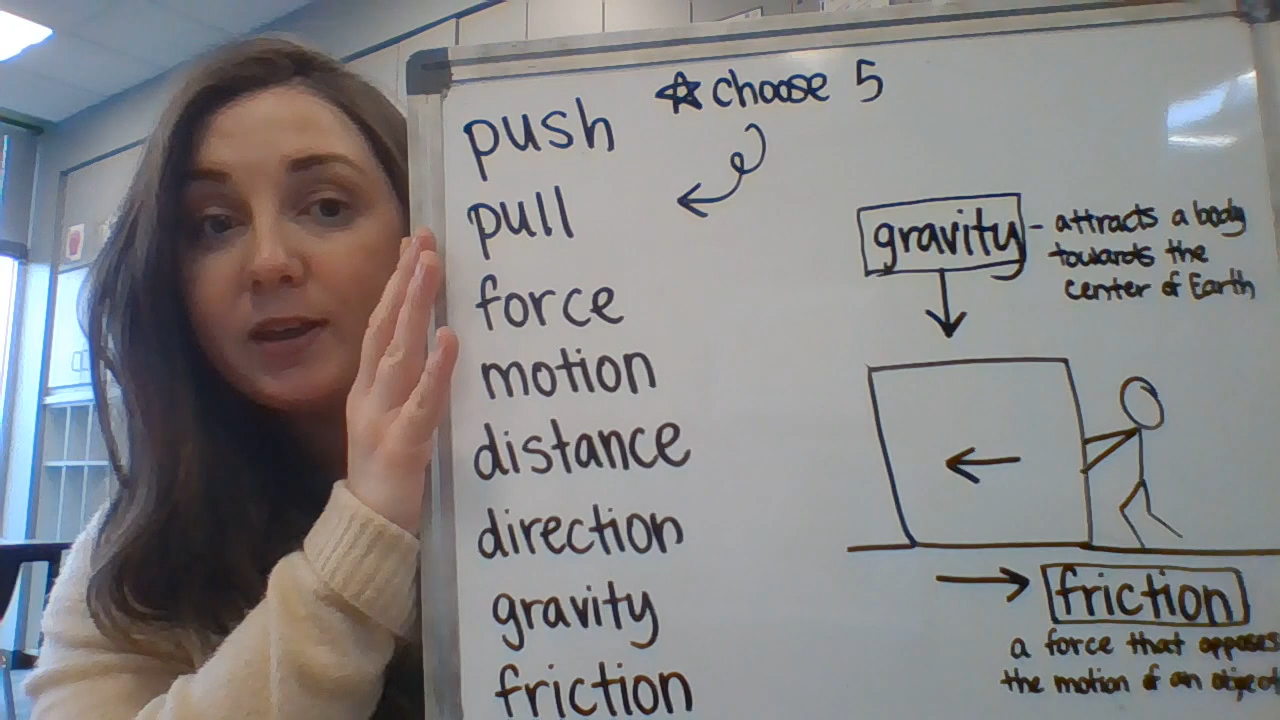 ☆ choose 5
push
pull
force
motion
distance
direction
gravity
friction
gravity - attracts a body
towards the
center of Earth
friction
a force that opposes
the motion of an object